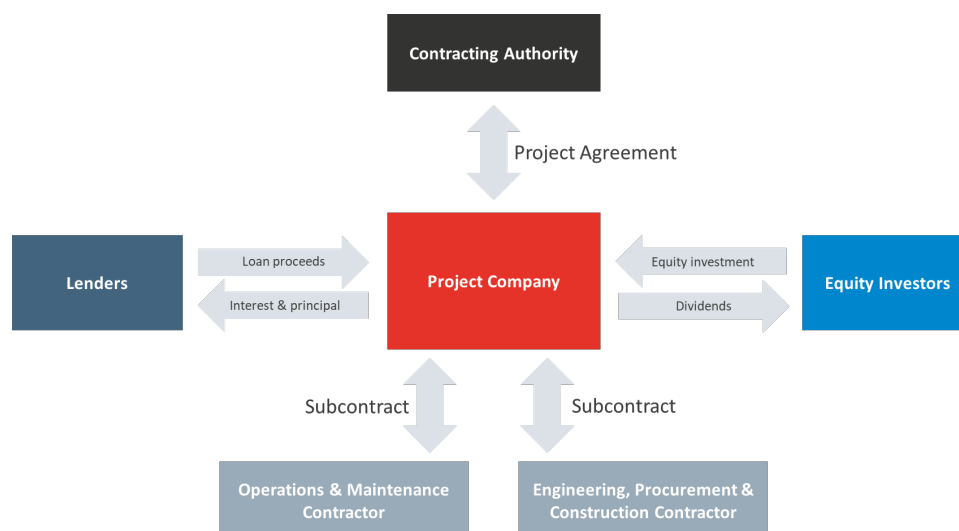 Contracting Authority
Project Agreement
Lenders
Loan proceeds
Interest & principal
Project Company
Equity investment
Dividends
Equity Investors
Subcontract
Subcontract
Operations & Maintenance
Contractor
Engineering, Procurement &
Construction Contractor